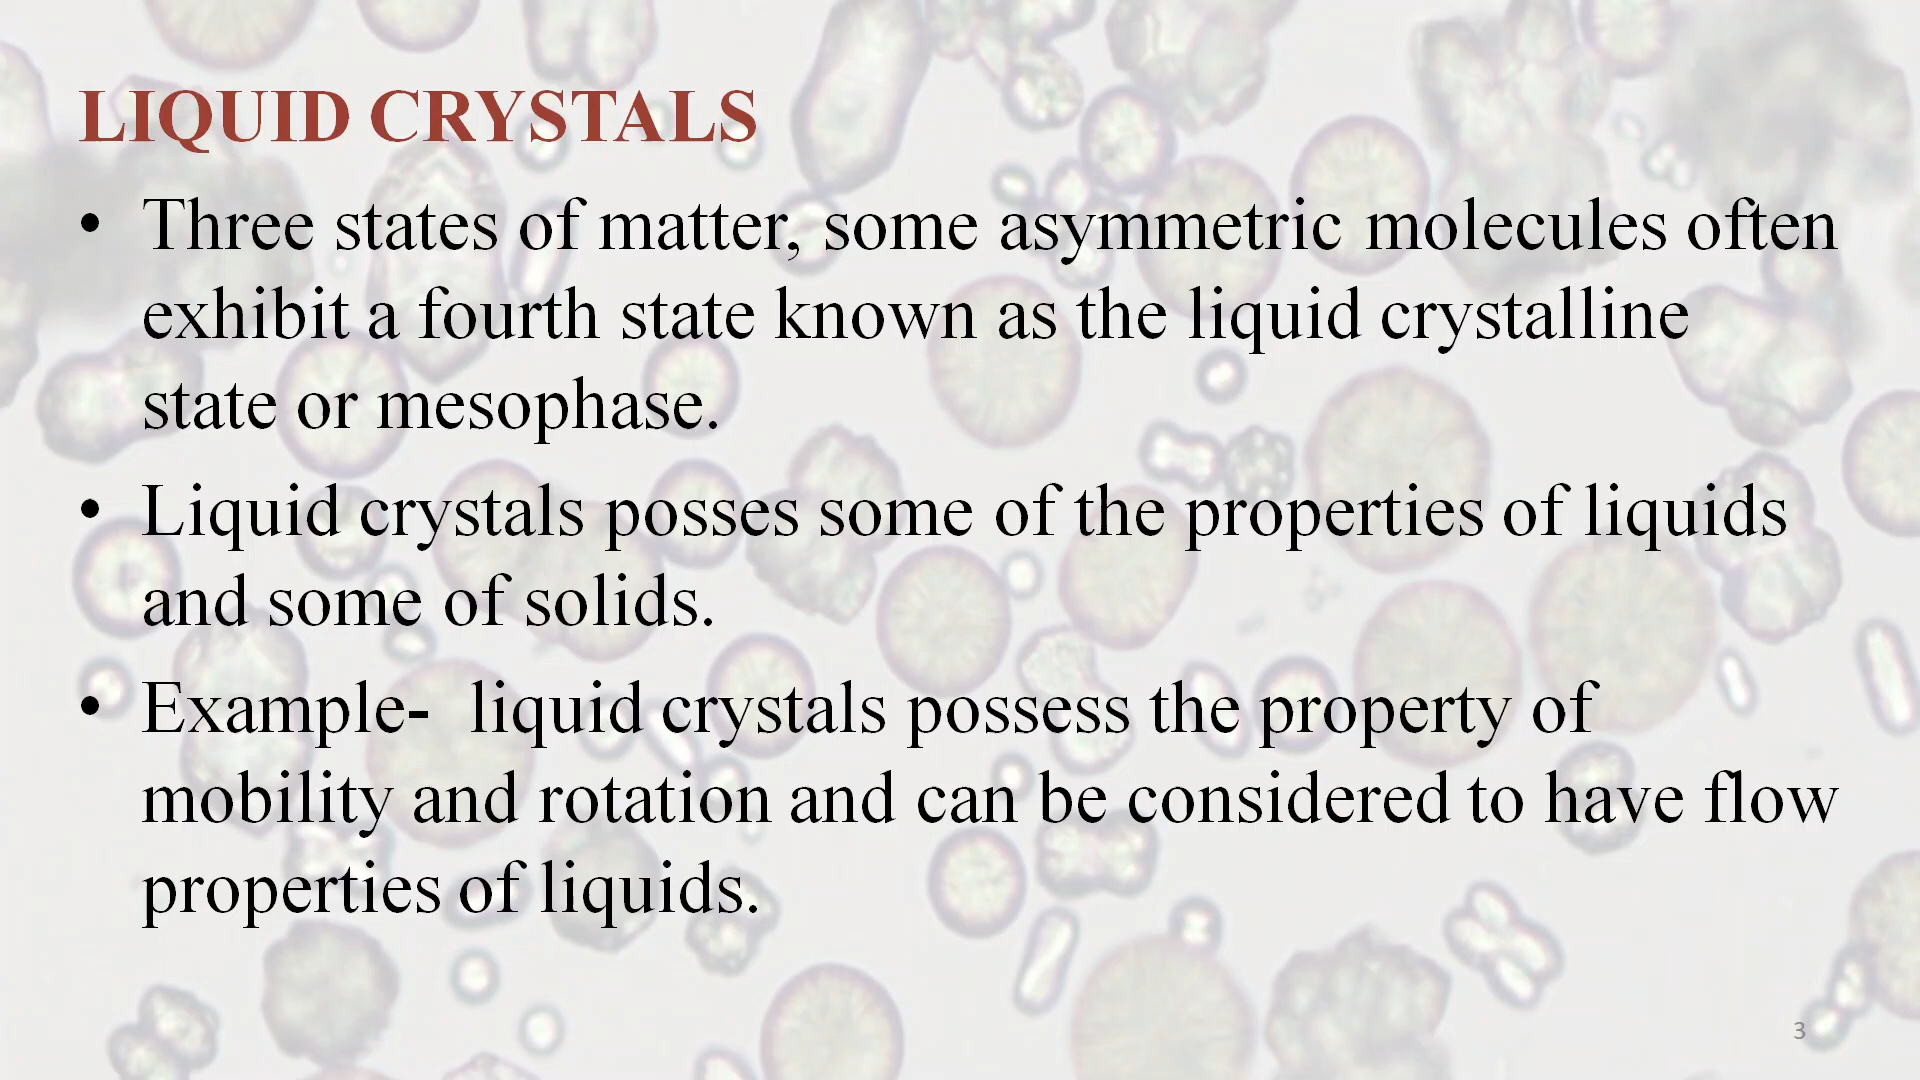 LIQUID CRYSTALS
• Three states of matter, some asymmetric molecules often
exhibit a fourth state known as the liquid crystalline
state or mesophase.
• Liquid crystals posses some of the properties of liquids
and some of solids.
• Example-  liquid crystals possess the property of
mobility and rotation and can be considered to have flow
properties of liquids.
3